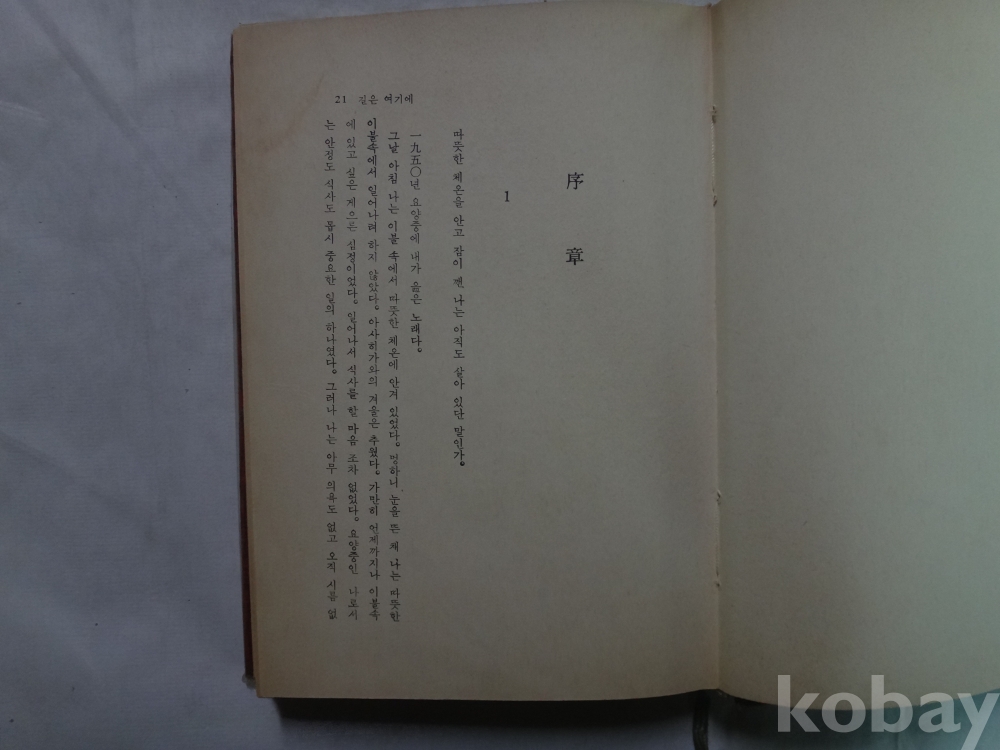 序章
1
따뜻한 체온을 안고 잠이 깬 나는 아직도 살아 있단 말인가。
一九五〇년 요양중에 내가 읊은 노래다。
그날 아침 나는 이불 속에서 따뜻한 체온에 안겨 있었다。 멍하니 눈을 뜬 채 나는 따뜻한
이불속에서 일어나려 하지 않았다。 아사히가와의 겨울은 추웠다。 가만히 언제까지나 이불속
에 있고 싶은 게으른 심정이었다。 일어나서 식사를 할 마음 조차 없었다。 요양중인 나로서
는 안정도 식사도 몹시 중요한 일의 하나였다。 그러나 나는 아무 의욕도 없고 오직 시름 없
21 길은 여기에
kobay